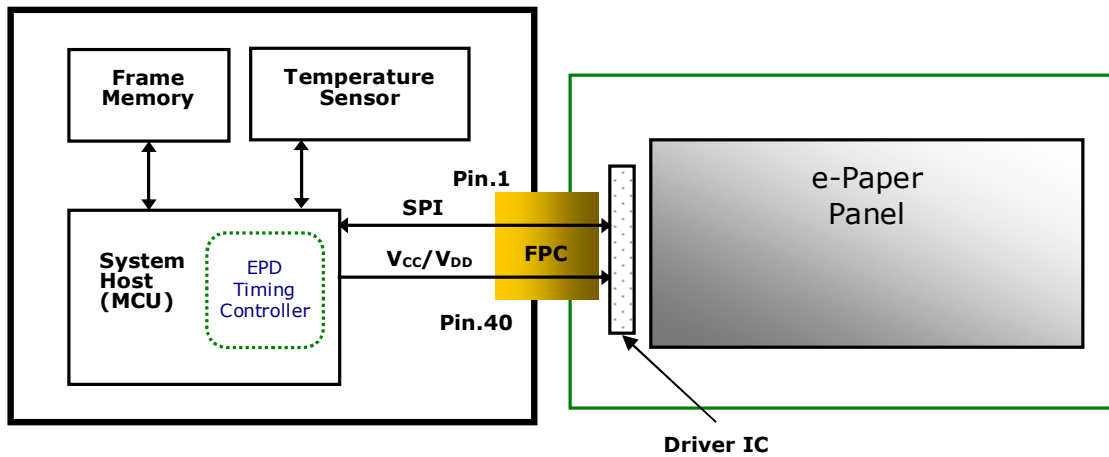 Frame
Memory
Temperature
Sensor
Pin.1
e-Paper
Panel
SPI
System
Host
(MCU)
EPD
Timing
Controller
VCC/VDD
FPC
Pin.40
Driver IC